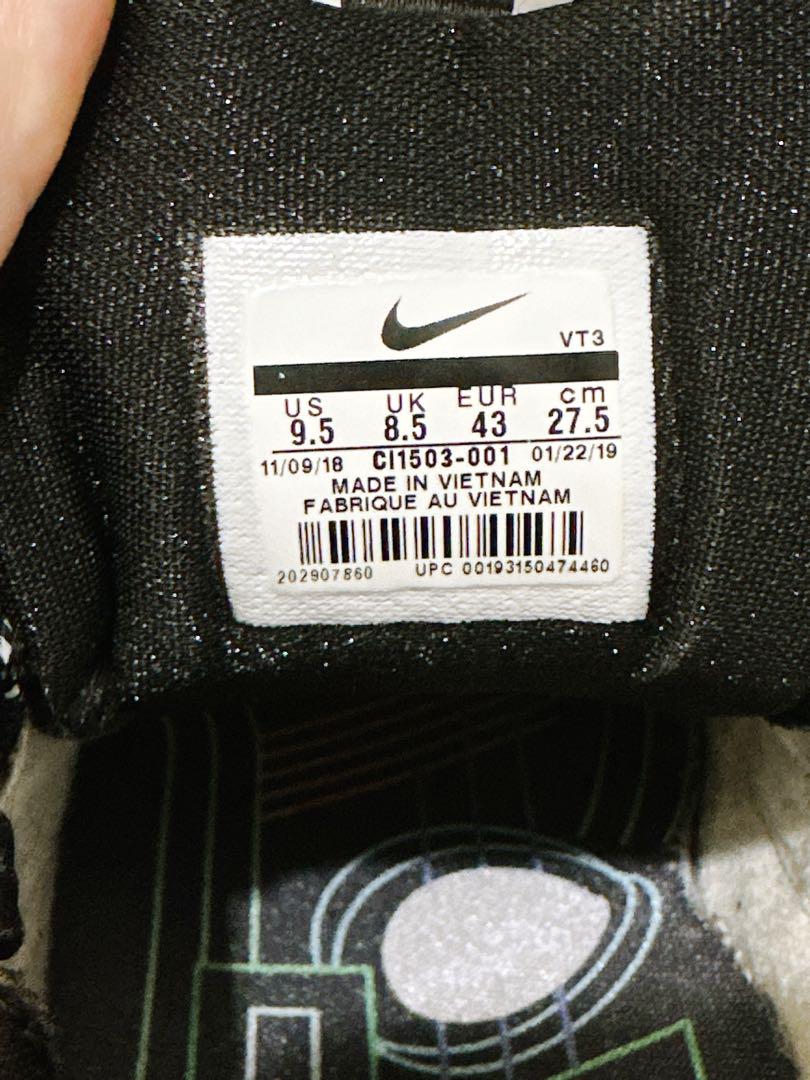 VT3
US UK EUR cm
9.5 8.5 43 27.5
11/09/18 CI1503-001 01/22/19
MADE IN VIETNAM
FABRIQUE AU VIETNAM
202907860 UPC 00193150474460